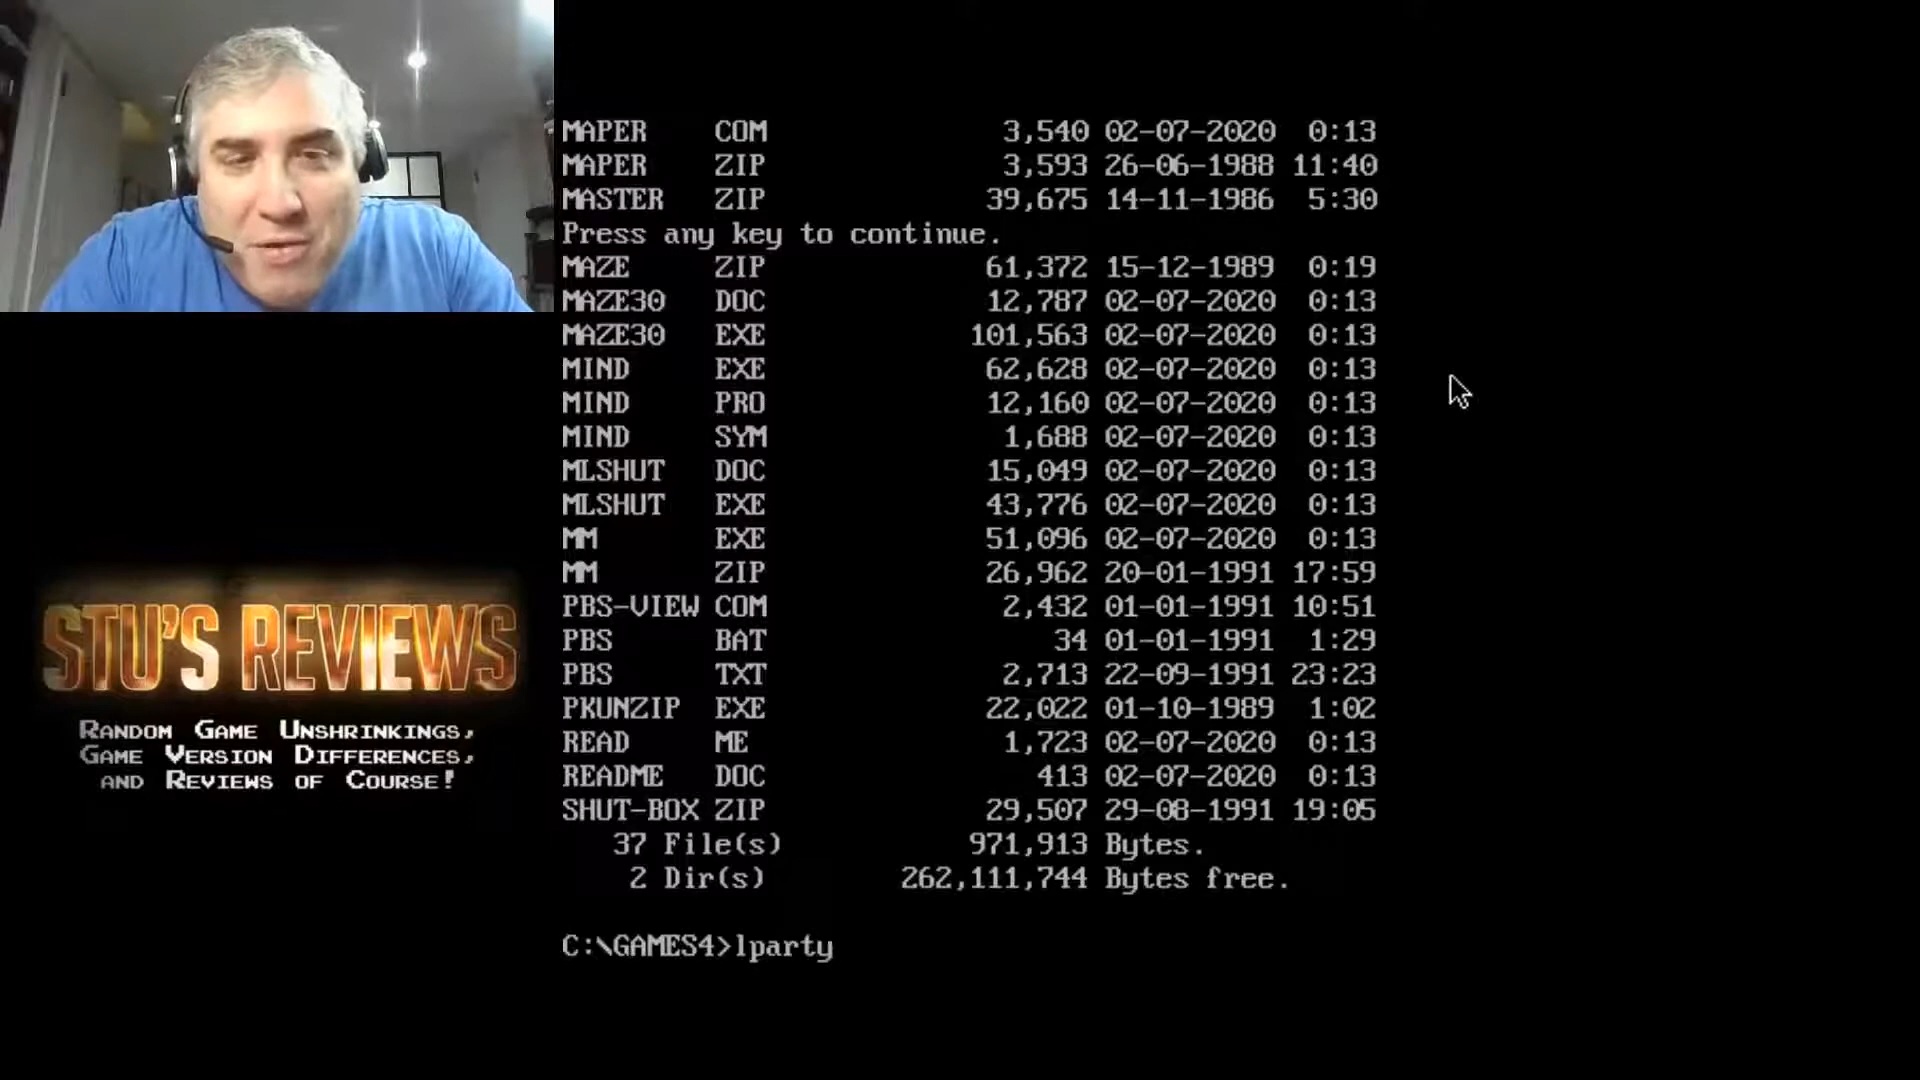 MAPER COM 3,540 02-07-2020 0:13
MAPER ZIP 3,593 26-06-1988 11:40
MASTER ZIP 39,675 14-11-1986 5:30
Press any key to continue.
MAZE ZIP 61,372 15-12-1989 0:19
MAZE30 DOC 12,787 02-07-2020 0:13
MAZE30 EXE 101,563 02-07-2020 0:13
MIND EXE 62,628 02-07-2020 0:13
MIND PRO 12,160 02-07-2020 0:13
MIND SYM 1,688 02-07-2020 0:13
MLSHUT DOC 15,049 02-07-2020 0:13
MLSHUT EXE 43,776 02-07-2020 0:13
MM EXE 51,096 02-07-2020 0:13
MM ZIP 26,962 20-01-1991 17:59
PBS-VIEW COM 2,432 01-01-1991 10:51
PBS BAT 34 01-01-1991 1:29
PBS TXT 2,713 22-09-1991 23:23
PKUNZIP EXE 22,022 01-10-1989 1:02
READ ME 1,723 02-07-2020 0:13
README DOC 413 02-07-2020 0:13
SHUT-BOX ZIP 29,507 29-08-1991 19:05
37 File(s) 971,913 Bytes.
2 Dir(s) 262,111,744 Bytes free.
C:\GAMES4>lparty
STU'S REVIEWS
RANDOM GAME UNSHRINKINGS,
GAME VERSION DIFFERENCES,
AND REVIEWS OF COURSE!